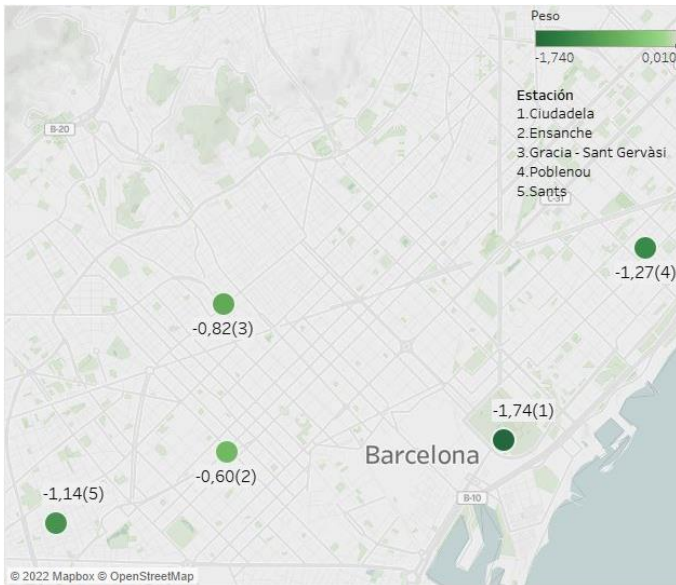 Peso
-1,740 0,010
Estación
1.Ciudadela
2.Ensanche
3.Gracia - Sant Gervàsi
4.Poblenou
5.Sants
B-20
C-31
-1,27(4)
-0,82(3)
-1,74(1)
Barcelona
-0,60(2)
B-10
-1,14(5)
© 2022 Mapbox © OpenStreetMap